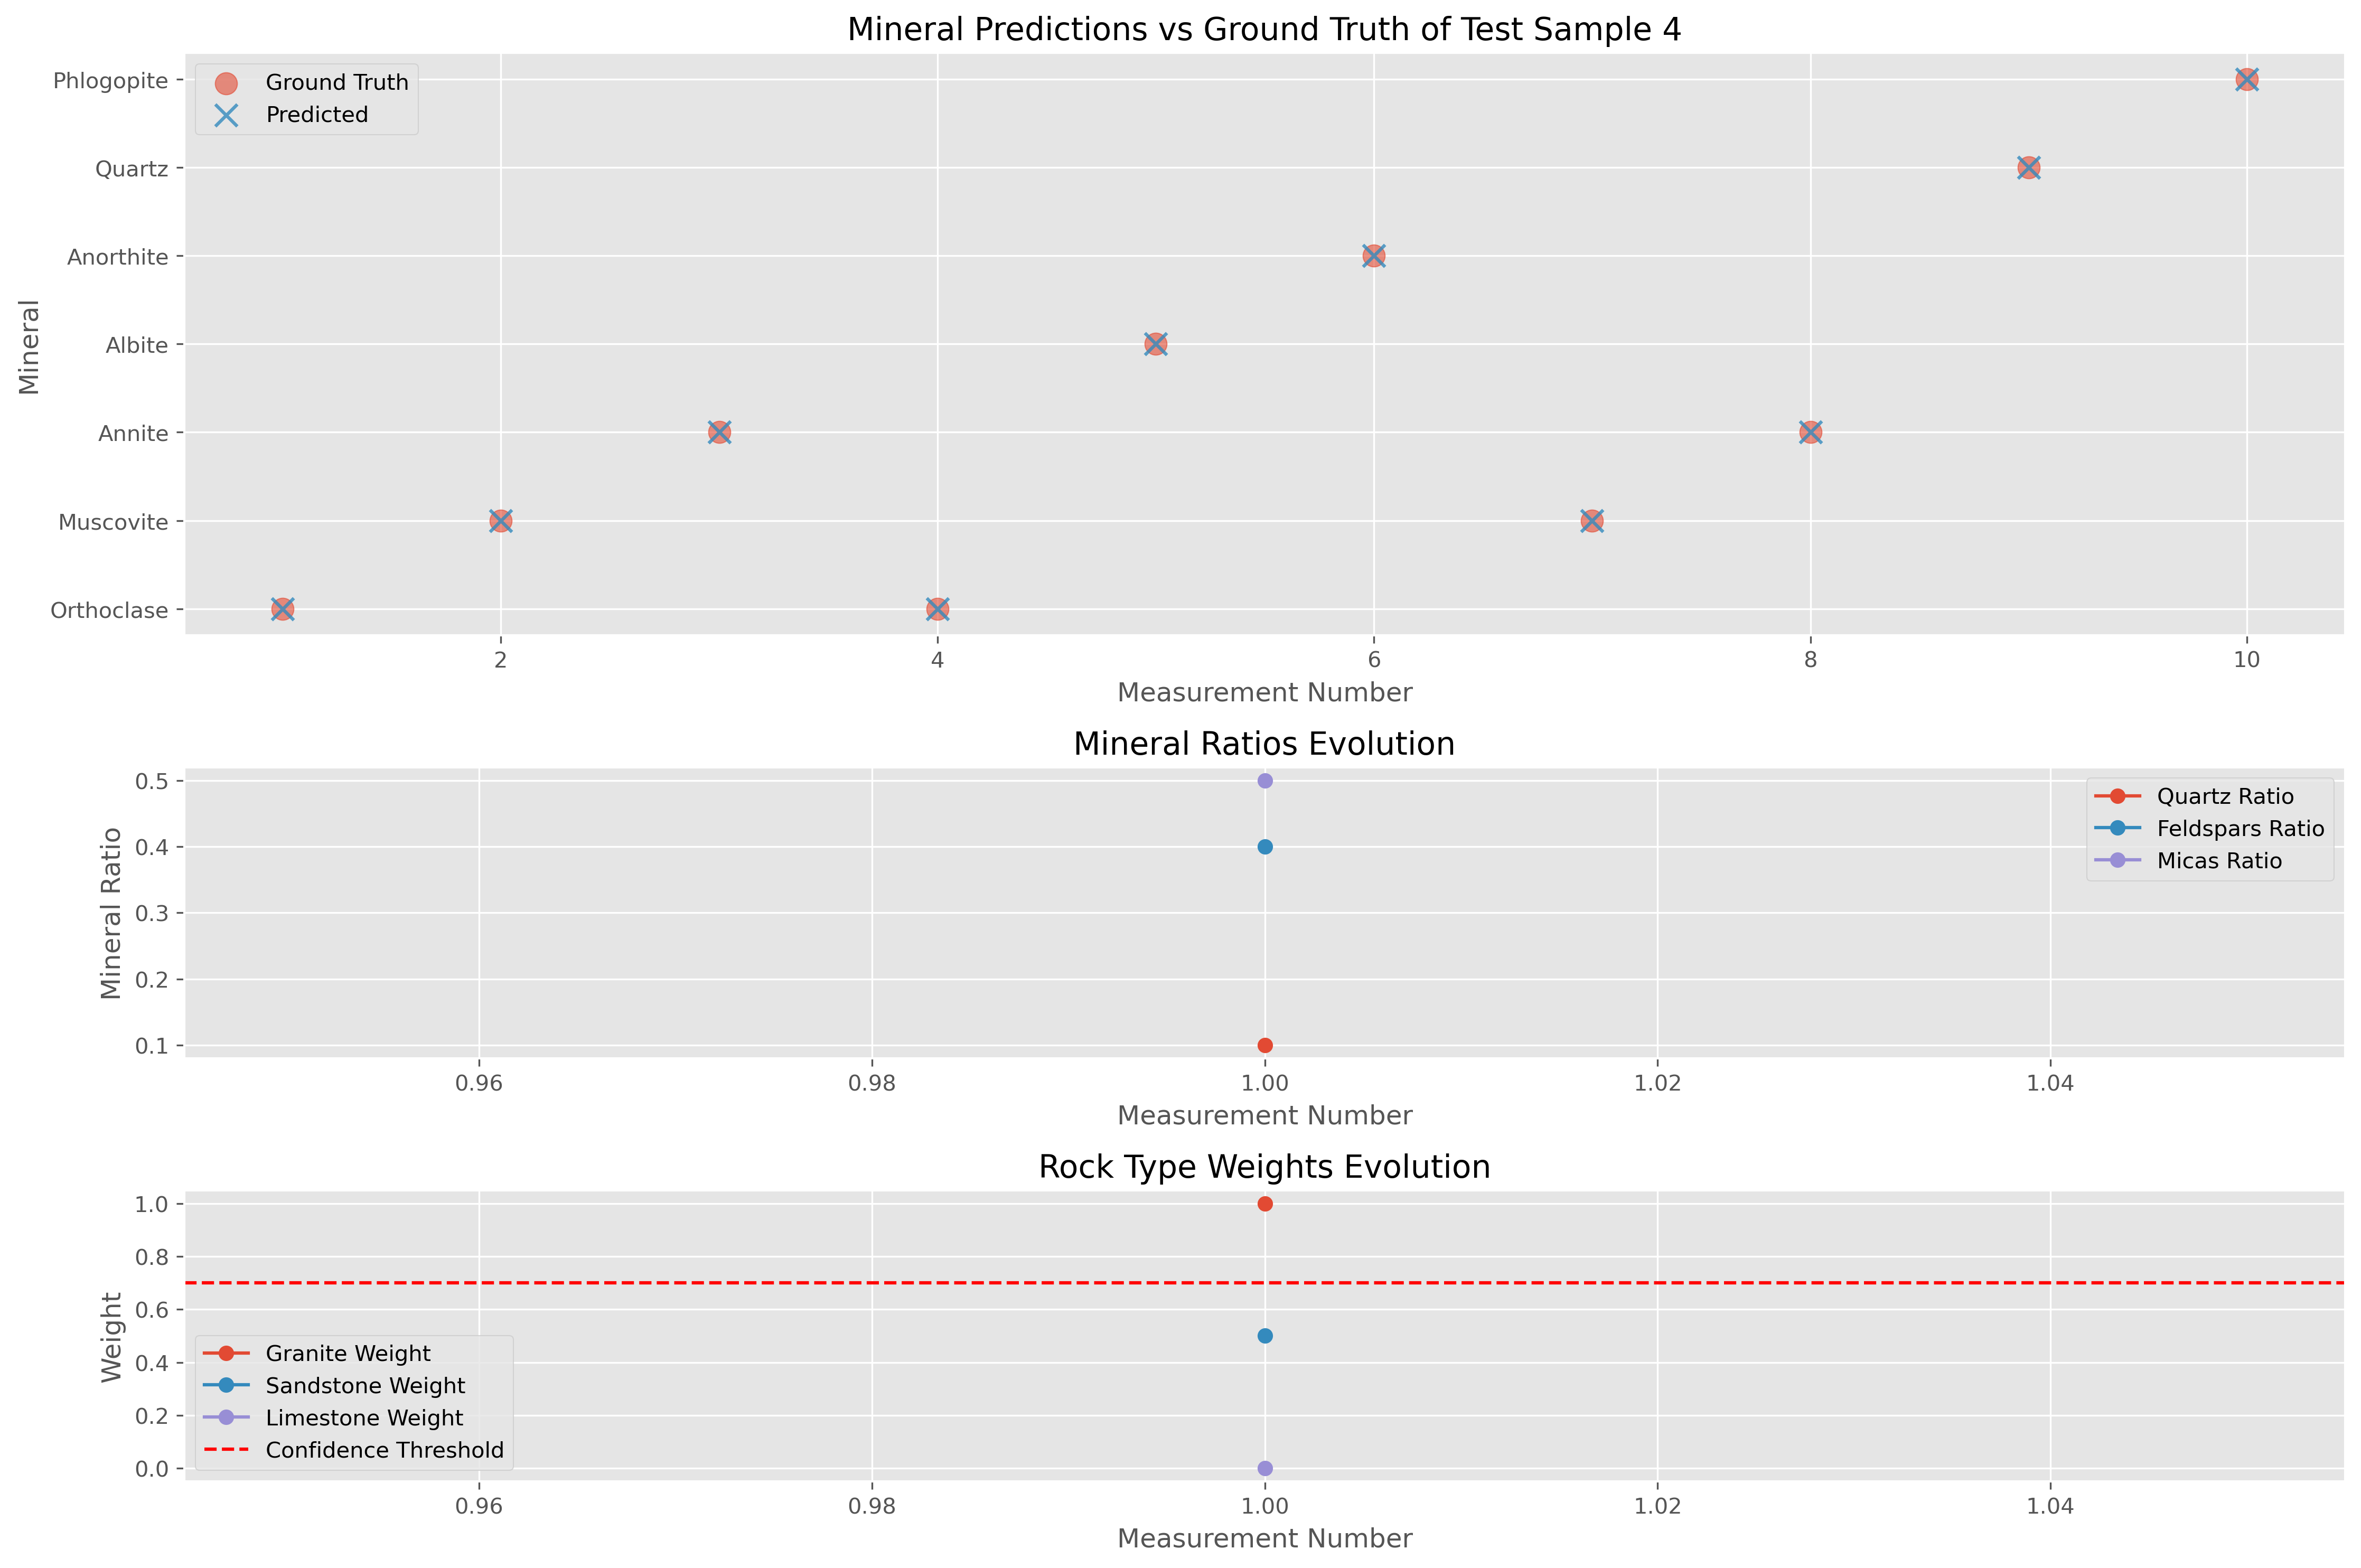 Mineral Predictions vs Ground Truth of Test Sample 4
Mineral
Phlogopite
Quartz
Anorthite
Albite
Annite
Muscovite
Orthoclase
Ground Truth
Predicted
2 4 6 8 10
Measurement Number
Mineral Ratios Evolution
Mineral Ratio
0.5
0.4
0.3
0.2
0.1
Quartz Ratio
Feldspars Ratio
Micas Ratio
0.96 0.98 1.00 1.02 1.04
Measurement Number
Rock Type Weights Evolution
Weight
1.0
0.8
0.6
0.4
0.2
0.0
Granite Weight
Sandstone Weight
Limestone Weight
Confidence Threshold
0.96 0.98 1.00 1.02 1.04
Measurement Number